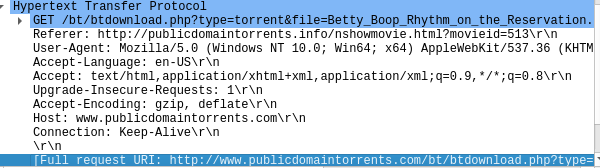 Hypertext Transfer Protocol
GET /bt/btdownload.php?type=torrent&file=Betty_Boop_Rhythm_on_the_Reservation.
Referer: http://publicdomaintorrents.info/nshowmovie.html?movieid=513\r\n
User-Agent: Mozilla/5.0 (Windows NT 10.0; Win64; x64) AppleWebKit/537.36 (KHTM
Accept-Language: en-US\r\n
Accept: text/html,application/xhtml+xml,application/xml;q=0.9,*/*;q=0.8\r\n
Upgrade-Insecure-Requests: 1\r\n
Accept-Encoding: gzip, deflate\r\n
Host: www.publicdomaintorrents.com\r\n
Connection: Keep-Alive\r\n
\r\n
[Full request URI: http://www.publicdomaintorrents.com/bt/btdownload.php?type=